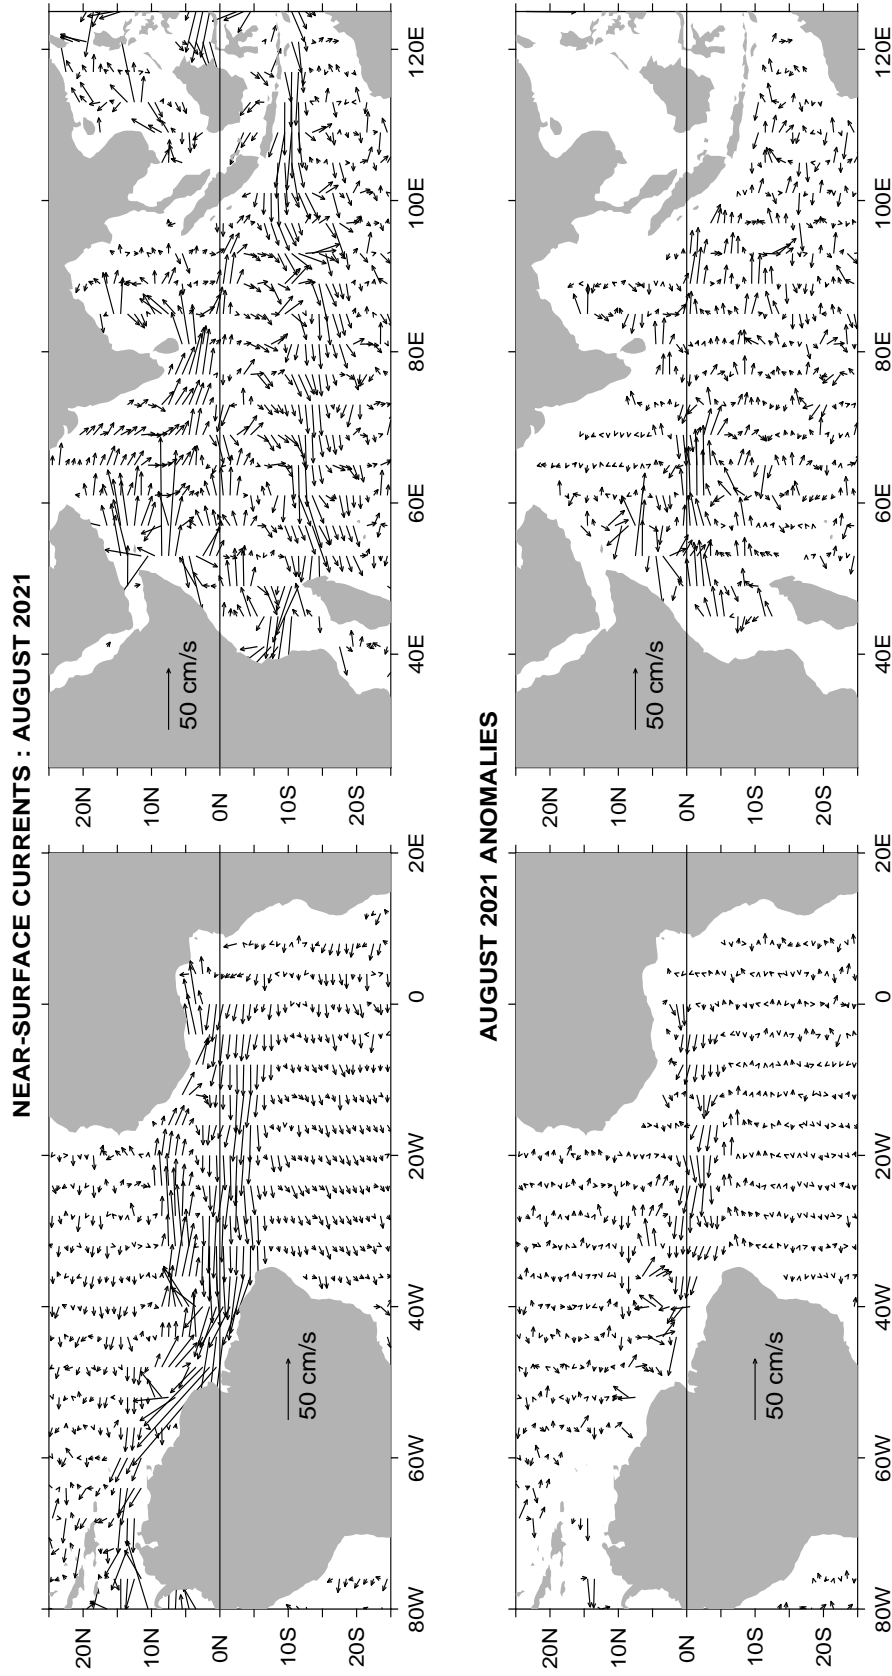 NEAR-SURFACE CURRENTS : AUGUST 2021
20N
10N
0N
10S
20S
50 cm/s
80W
60W
40W
20W
0
20E
20N
10N
0N
10S
20S
50 cm/s
40E
60E
80E
100E
120E
AUGUST 2021 ANOMALIES
20N
10N
0N
10S
20S
50 cm/s
80W
60W
40W
20W
0
20E
20N
10N
0N
10S
20S
50 cm/s
40E
60E
80E
100E
120E